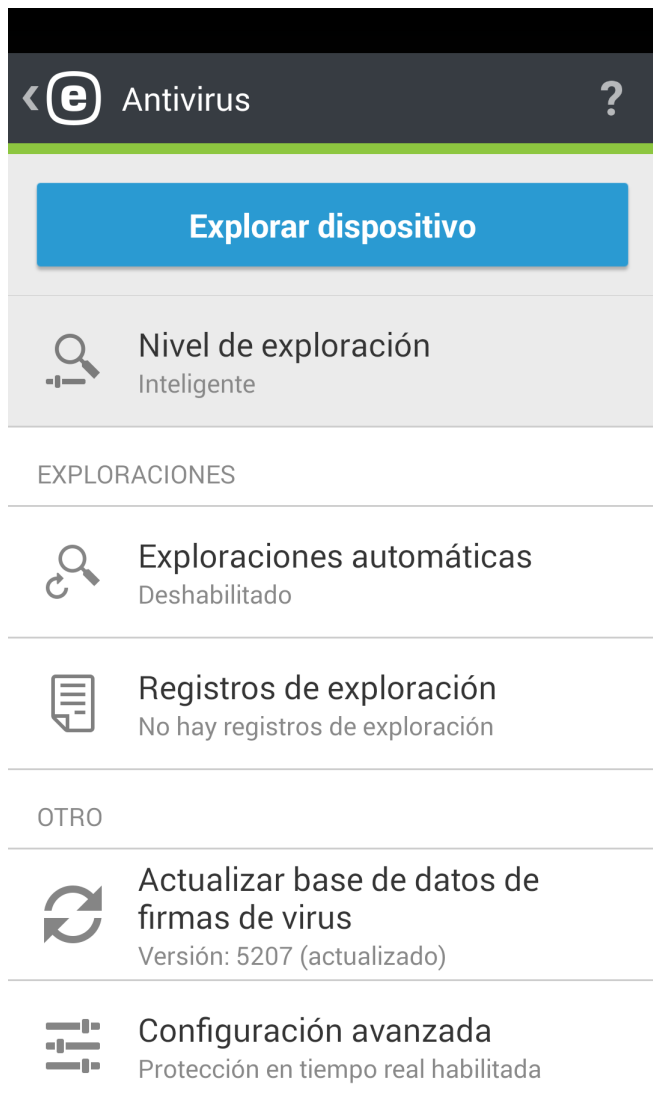 e Antivirus ?
Explorar dispositivo
Nivel de exploración
Inteligente
EXPLORACIONES
Exploraciones automáticas
Deshabilitado
Registros de exploración
No hay registros de exploración
OTRO
Actualizar base de datos de
firmas de virus
Versión: 5207 (actualizado)
Configuración avanzada
Protección en tiempo real habilitada